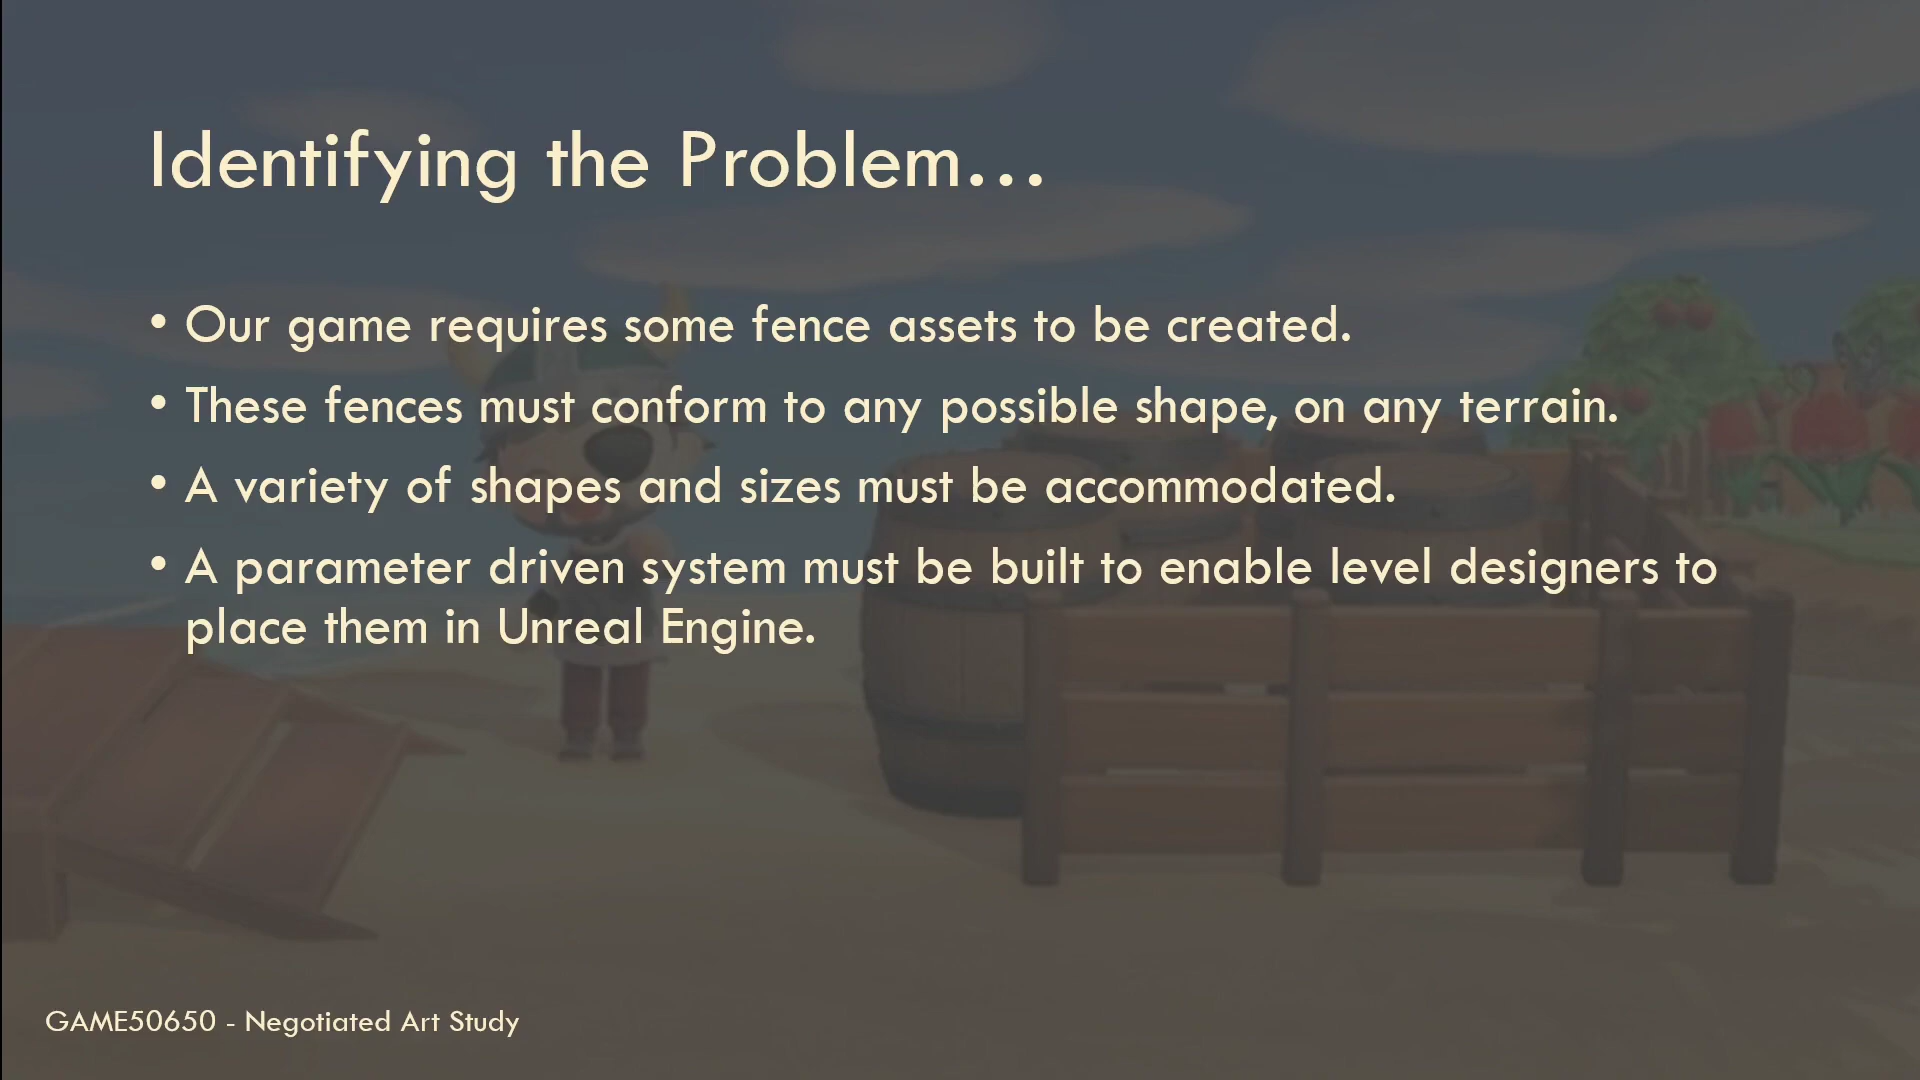 Identifying the Problem...
• Our game requires some fence assets to be created.
• These fences must conform to any possible shape, on any terrain.
• A variety of shapes and sizes must be accommodated.
• A parameter driven system must be built to enable level designers to
place them in Unreal Engine.
GAME50650 - Negotiated Art Study